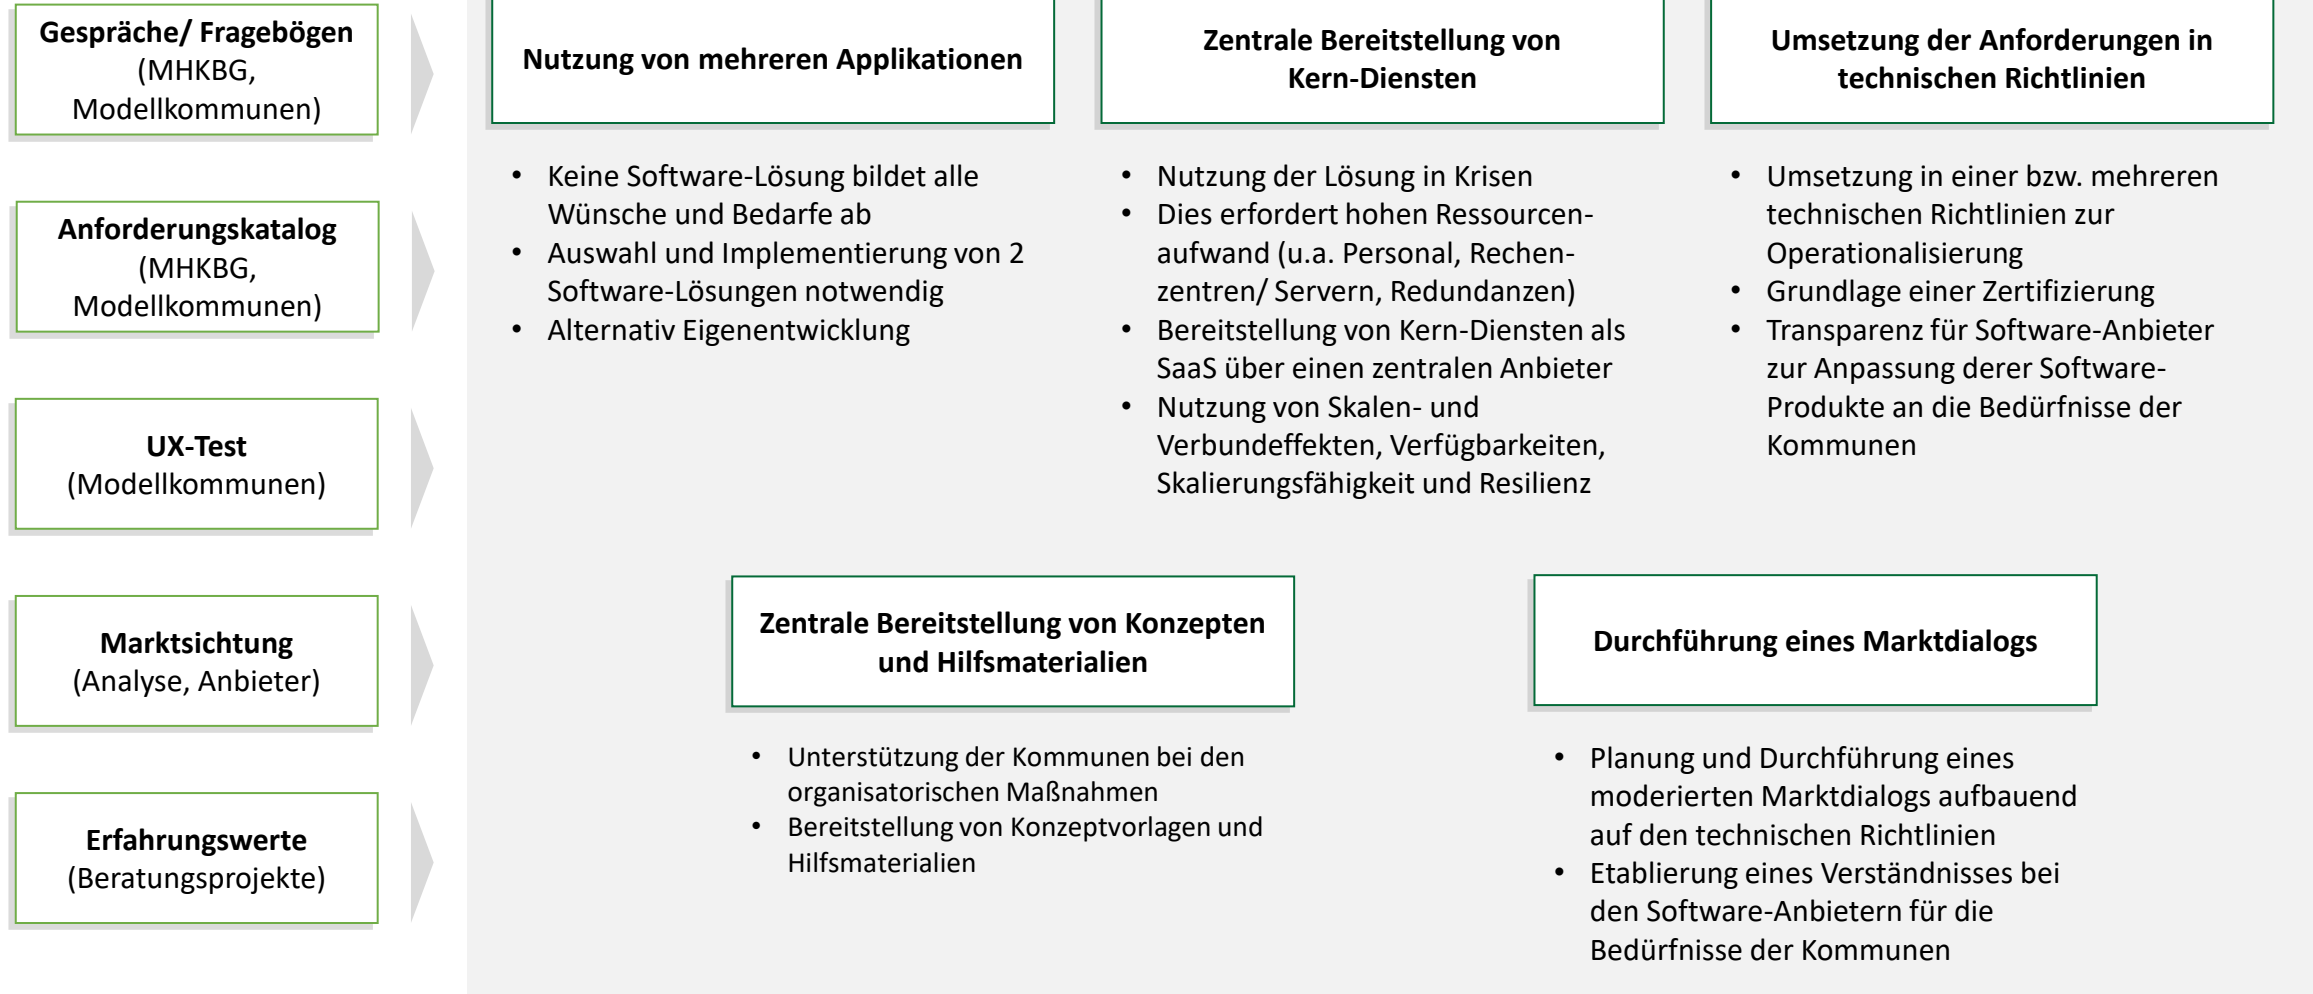 Gespräche/ Fragebögen
(MHKBG,
Modellkommunen)
Anforderungskatalog
(MHKBG,
Modellkommunen)
UX-Test
(Modellkommunen)
Marktsichtung
(Analyse, Anbieter)
Erfahrungswerte
(Beratungsprojekte)
Nutzung von mehreren Applikationen
• Keine Software-Lösung bildet alle
Wünsche und Bedarfe ab
• Auswahl und Implementierung von 2
Software-Lösungen notwendig
• Alternativ Eigenentwicklung
Zentrale Bereitstellung von
Kern-Diensten
• Nutzung der Lösung in Krisen
• Dies erfordert hohen Ressourcen-
aufwand (u.a. Personal, Rechen-
zentren/ Servern, Redundanzen)
• Bereitstellung von Kern-Diensten als
SaaS über einen zentralen Anbieter
• Nutzung von Skalen- und
Verbundeffekten, Verfügbarkeiten,
Skalierungsfähigkeit und Resilienz
Umsetzung der Anforderungen in
technischen Richtlinien
• Umsetzung in einer bzw. mehreren
technischen Richtlinien zur
Operationalisierung
• Grundlage einer Zertifizierung
• Transparenz für Software-Anbieter
zur Anpassung derer Software-
Produkte an die Bedürfnisse der
Kommunen
Zentrale Bereitstellung von Konzepten
und Hilfsmaterialien
• Unterstützung der Kommunen bei den
organisatorischen Maßnahmen
• Bereitstellung von Konzeptvorlagen und
Hilfsmaterialien
Durchführung eines Marktdialogs
• Planung und Durchführung eines
moderierten Marktdialogs aufbauend
auf den technischen Richtlinien
• Etablierung eines Verständnisses bei
den Software-Anbietern für die
Bedürfnisse der Kommunen